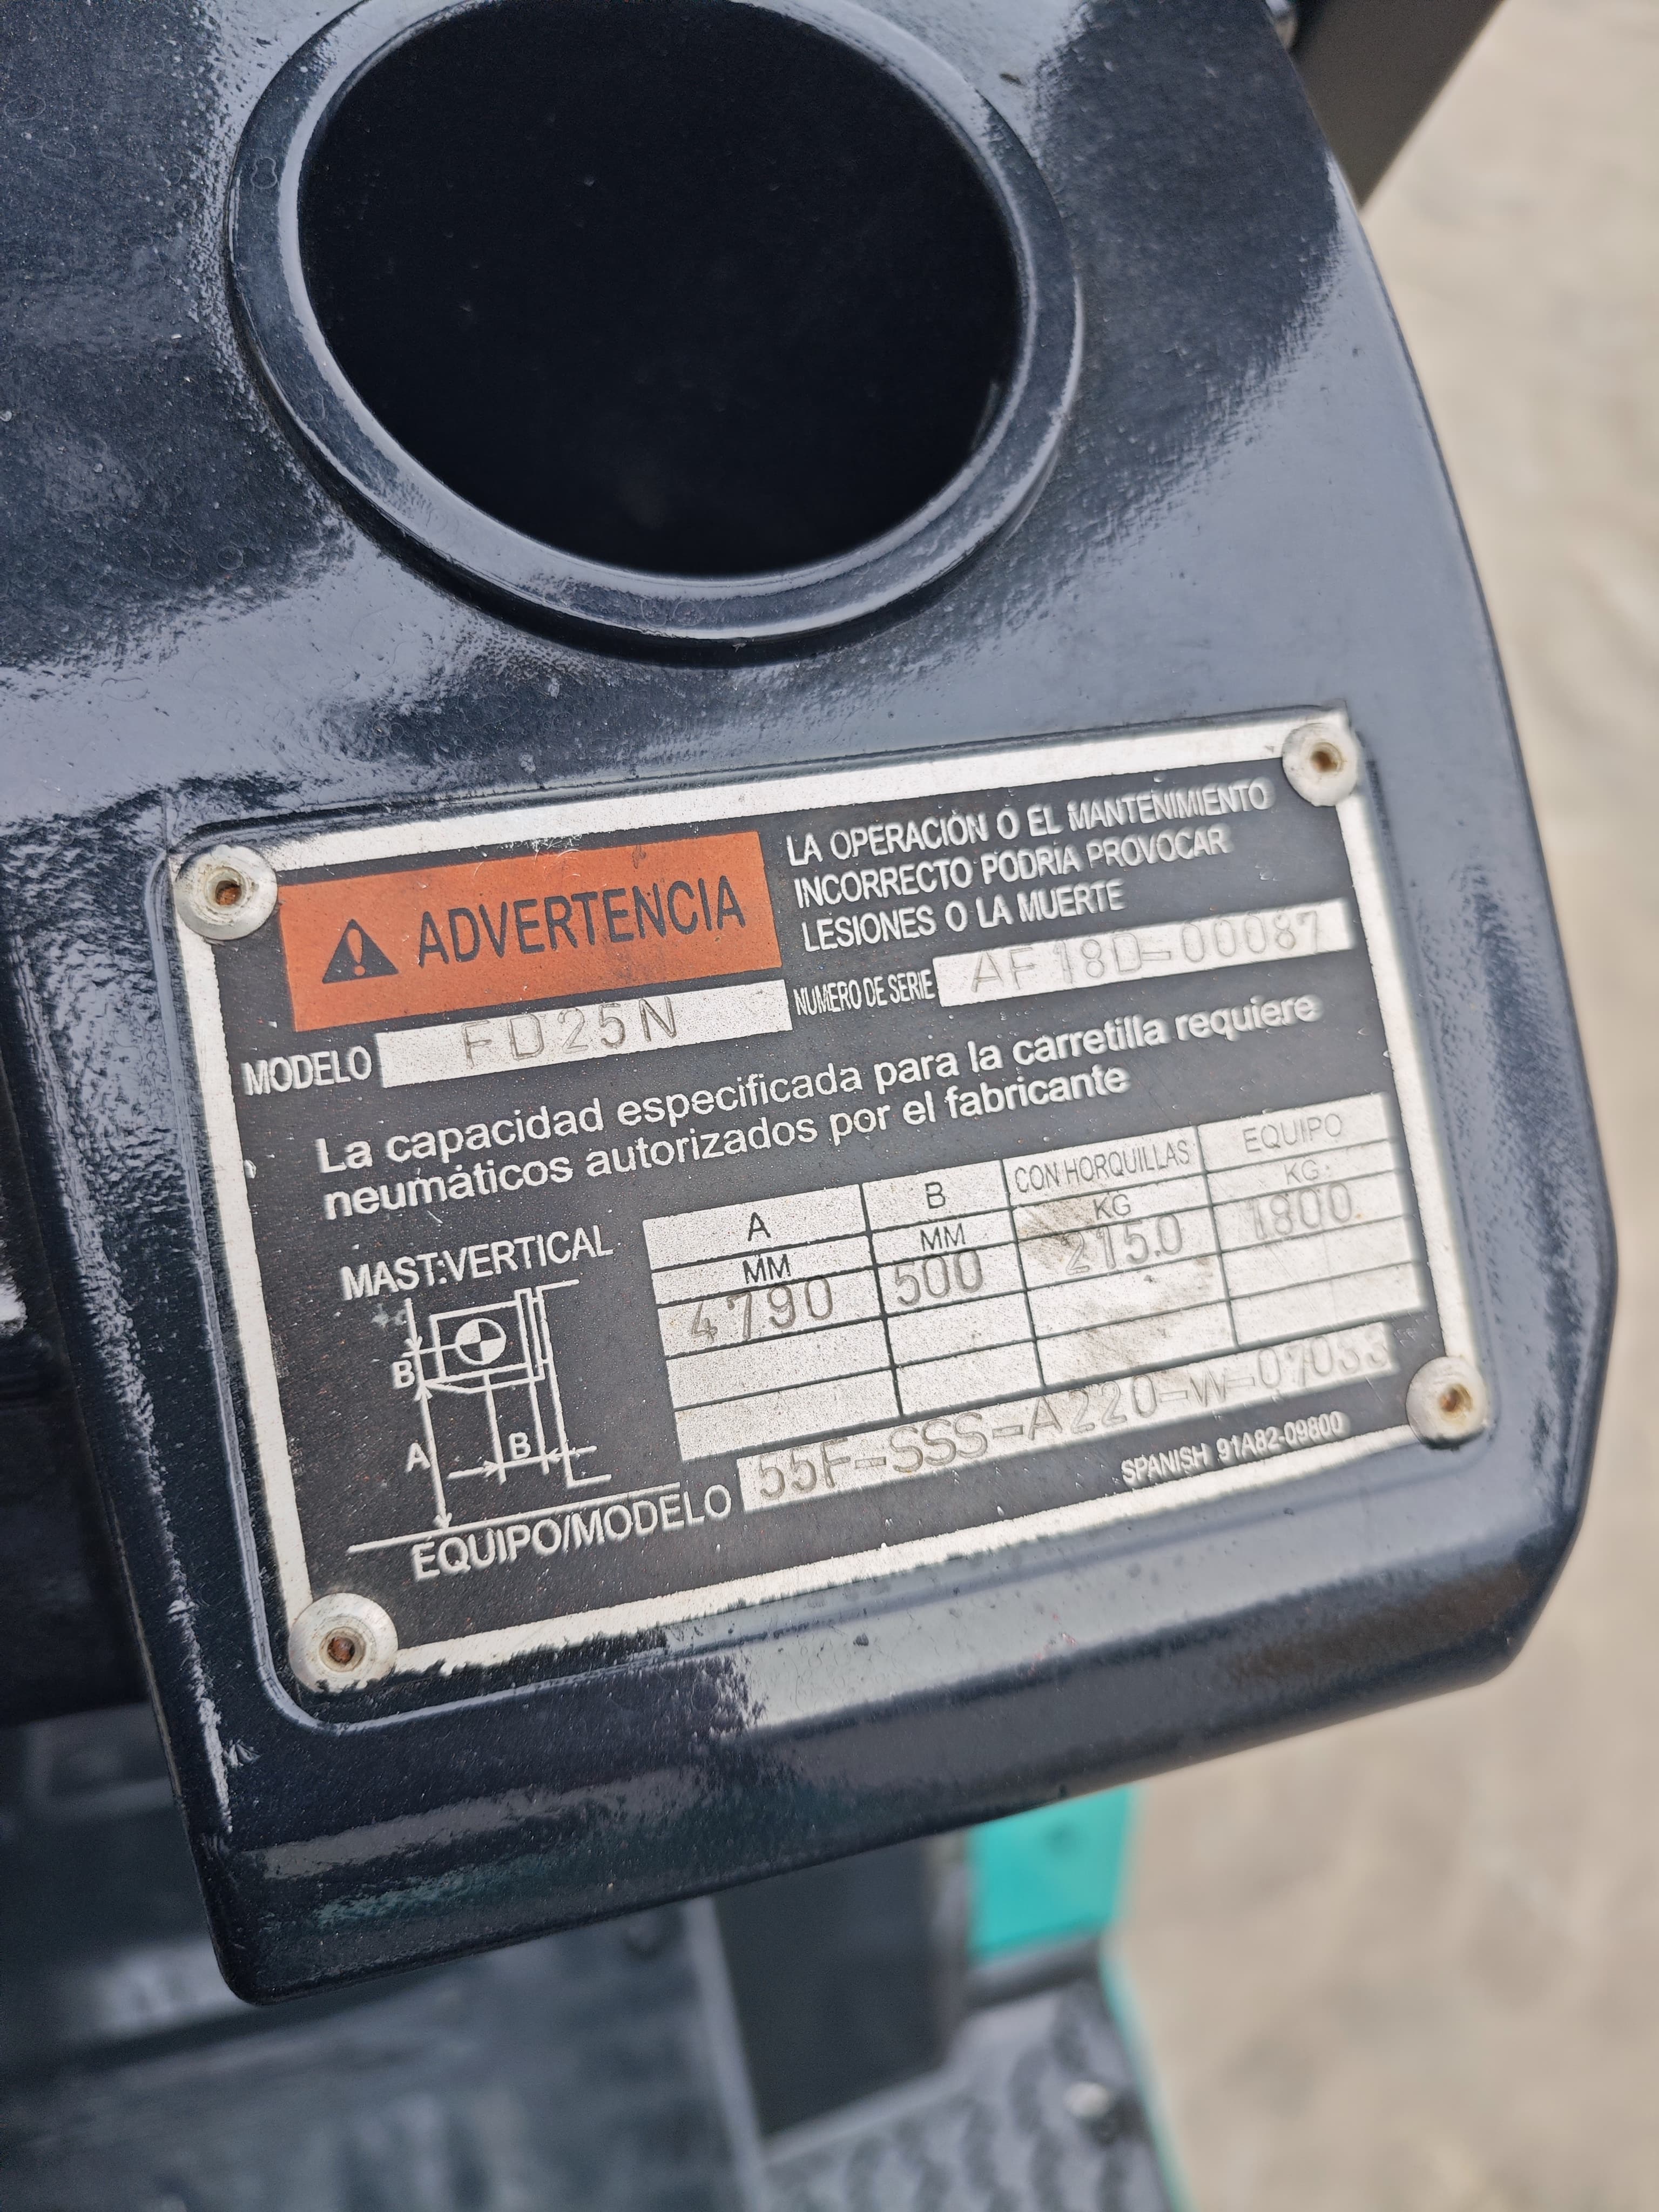 ADVERTENCIA
LA OPERACIÓN O EL MANTENIMIENTO
INCORRECTO PODRÍA PROVOCAR
LESIONES O LA MUERTE
MODELO FD25N
NUMERO DE SERIE AF18D-00087
La capacidad especificada para la carretilla requiere
neumáticos autorizados por el fabricante
MAST:VERTICAL
A B CON HORQUILLAS EQUIPO
MM MM KG KG
4790 500 2150 1800
B
A
B
EQUIPO/MODELO 55F-SSS-A220-W-07033
SPANISH 91A82-09800